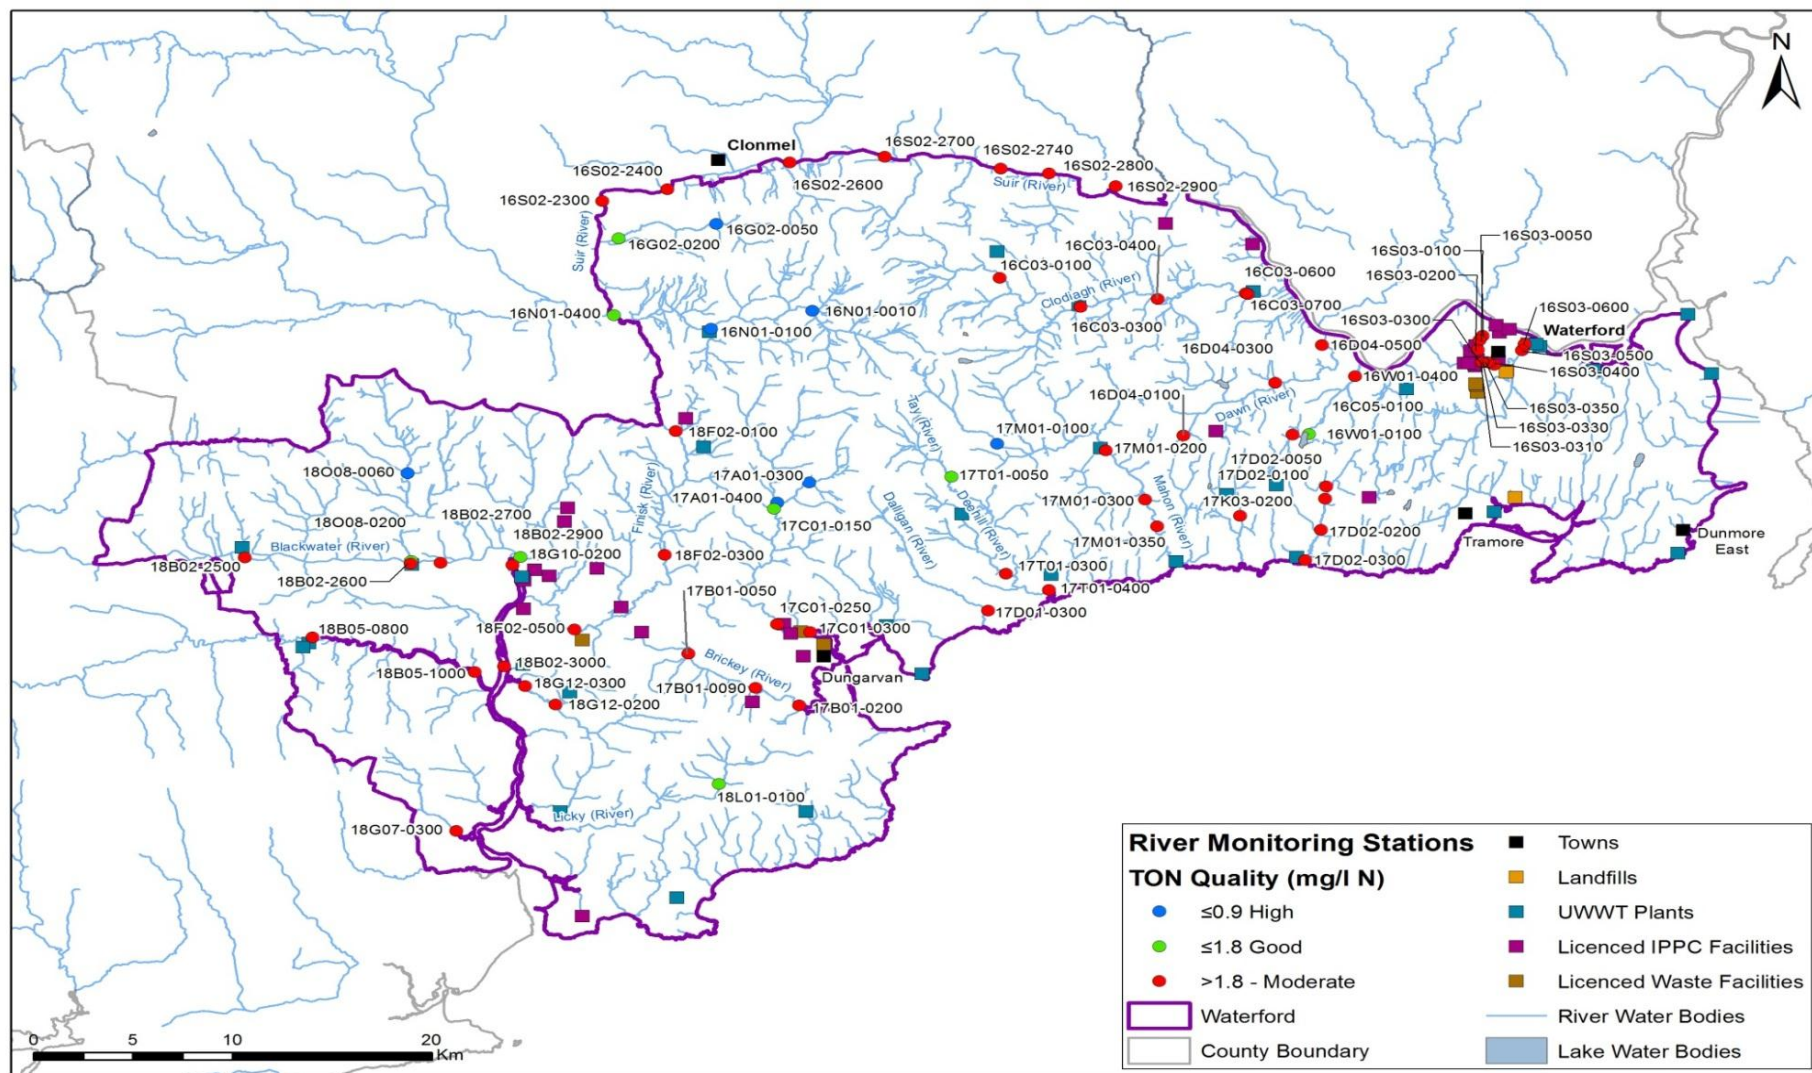 N
Clonmel
16S02-2700
16S02-2740
16S02-2400
16S02-2600
16S02-2800
Suir (River)
16S02-2900
16S02-2300
16G02-0050
16G02-0200
Suir (River)
16C03-0400
16S03-0050
16S03-0100
16C03-0100
16S03-0200
16C03-0600
Clodiagh (River)
16N01-0400
16N01-0010
16C03-0700
16S03-0600
16N01-0100
16C03-0300
16S03-0300
Waterford
16D04-0300
16D04-0500
16S03-0500
16S03-0400
16W01-0400
16D04-0100
Dawn (River)
16C05-0100
16S03-0350
Tay (River)
16S03-0330
18F02-0100
17M01-0100
16W01-0100
16S03-0310
17M01-0200
17D02-0050
18O08-0060
17A01-0300
17T01-0050
17D02-0100
17A01-0400
17M01-0300
Mahon (River)
17K03-0200
Finisk (River)
Dalligan (River)
Deehill (River)
18B02-2700
18O08-0200
17C01-0150
17D02-0200
18B02-2900
17M01-0350
Tramore
Dunmore
East
Blackwater (River)
18G10-0200
18F02-0300
18B02-2500
17T01-0300
17D02-0300
18B02-2600
17B01-0050
17T01-0400
17C01-0250
17D01-0300
18B05-0800
18F02-0500
17C01-0300
18B02-3000
Brickey (River)
18B05-1000
18G12-0300
Dungarvan
17B01-0090
18G12-0200
17B01-0200
18L01-0100
Licky (River)
18G07-0300
River Monitoring Stations
TON Quality (mg/l N)
≤0.9 High
≤1.8 Good
>1.8 - Moderate
Waterford
County Boundary
Towns
Landfills
UWWT Plants
Licenced IPPC Facilities
Licenced Waste Facilities
River Water Bodies
Lake Water Bodies
0 5 10 20
Km